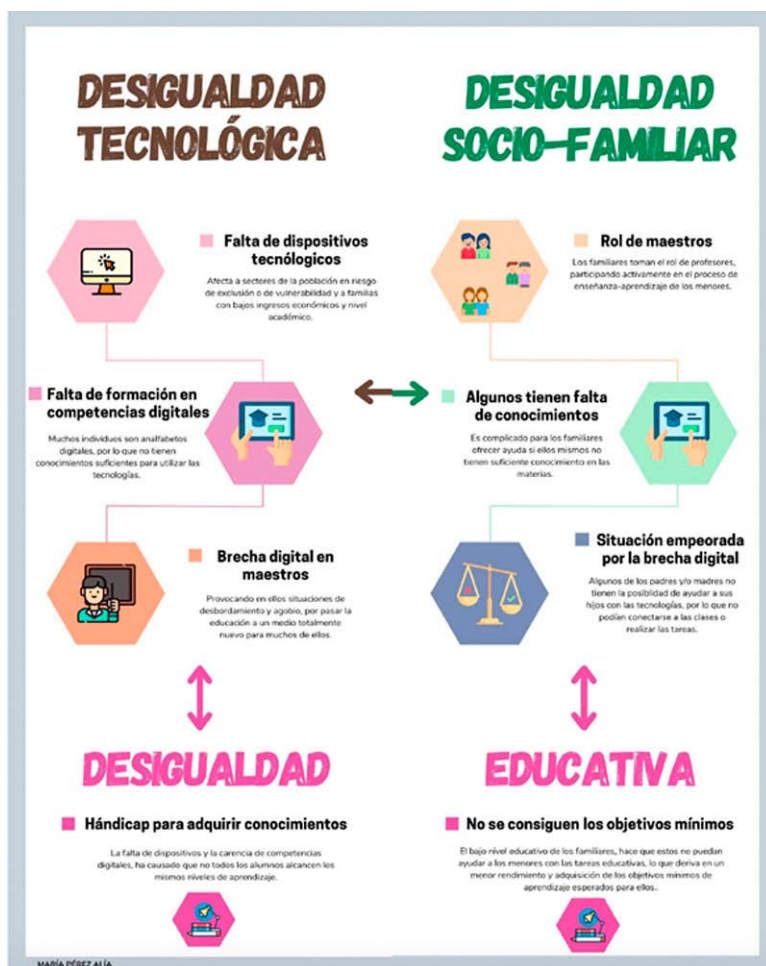 DESIGUALDAD
TECNOLÓGICA
Falta de dispositivos
tecnólogicos
Afecta a sectores de la población en riesgo
de exclusión o de vulnerabilidad y a familias
con bajos ingresos económicos y nivel
académico.
Falta de formación en
competencias digitales
Muchos individuos son analfabetos
digitales, por lo que no tienen
conocimientos suficientes para utilizar las
tecnologías.
Brecha digital en
maestros
Provocando en ellos situaciones de
desbordamiento y agobio, por pasar la
educación a un medio totalmente
nuevo para muchos de ellos.
DESIGUALDAD
SOCIO-FAMILIAR
Rol de maestros
Los familiares toman el rol de profesores,
participando activamente en el proceso de
enseñanza-aprendizaje de los menores.
Algunos tienen falta
de conocimientos
Es complicado para los familiares
ofrecer ayuda si ellos mismos no
tienen suficiente conocimiento en las
materias.
Situación empeorada
por la brecha digital
Algunos de los padres y/o madres no
tienen la posiblidad de ayudar a sus
hijos con las tecnologías, por lo que no
podían conectarse a las clases o
realizar las tareas.
DESIGUALDAD EDUCATIVA
Hándicap para adquirir conocimientos
La falta de dispositivos y la carencia de competencias
digitales, ha causado que no todos los alumnos alcancen los
mismos niveles de aprendizaje.
No se consiguen los objetivos mínimos
El bajo nivel educativo de los familiares, hace que estos no puedan
ayudar a los menores con las tareas educativas, lo que deriva en un
menor rendimiento y adquisición de los objetivos mínimos de
aprendizaje esperados para ellos..
MARÍA PÉREZ ALÍA